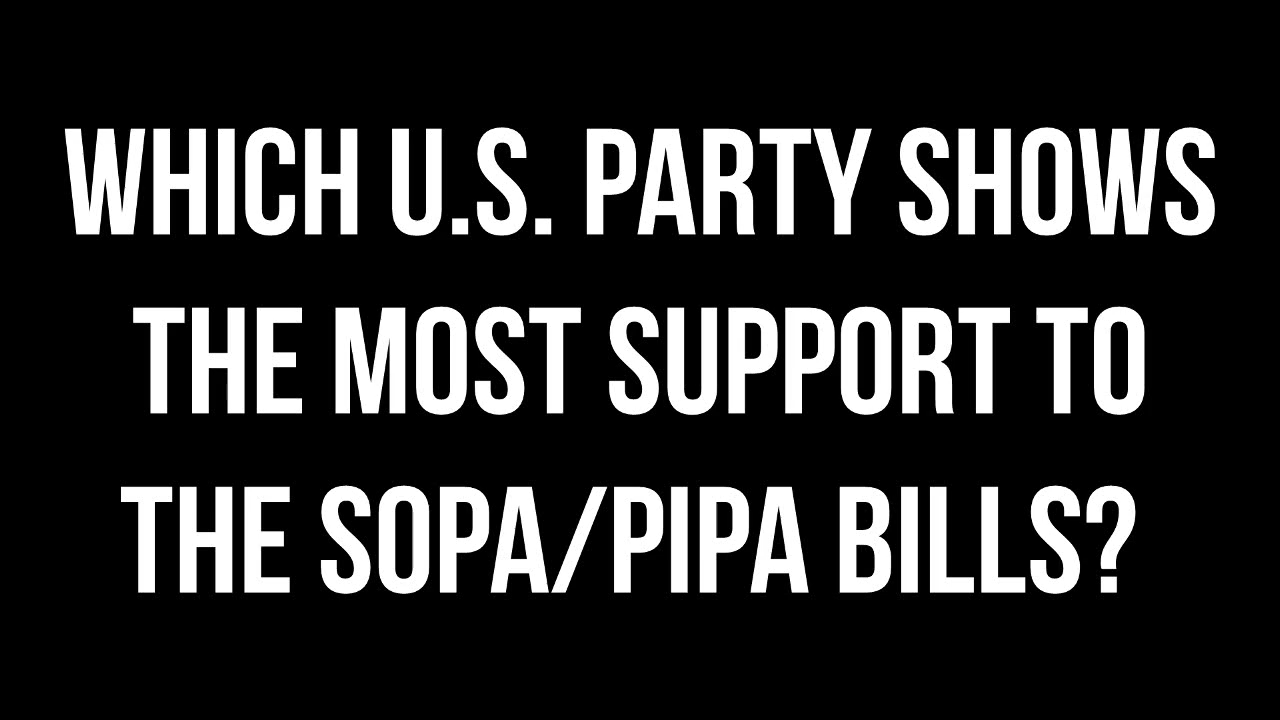 WHICH U.S. PARTY SHOWS
THE MOST SUPPORT TO
THE SOPA/PIPA BILLS?